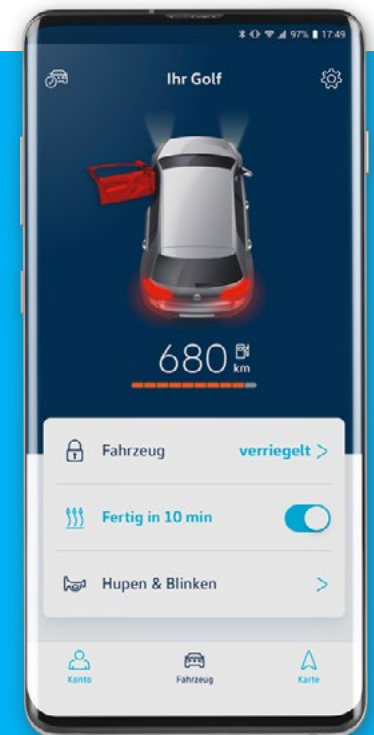 97% 17:49
Ihr Golf
680 km
Fahrzeug verriegelt >
Fertig in 10 min
Hupen & Blinken >
Konto Fahrzeug Karte